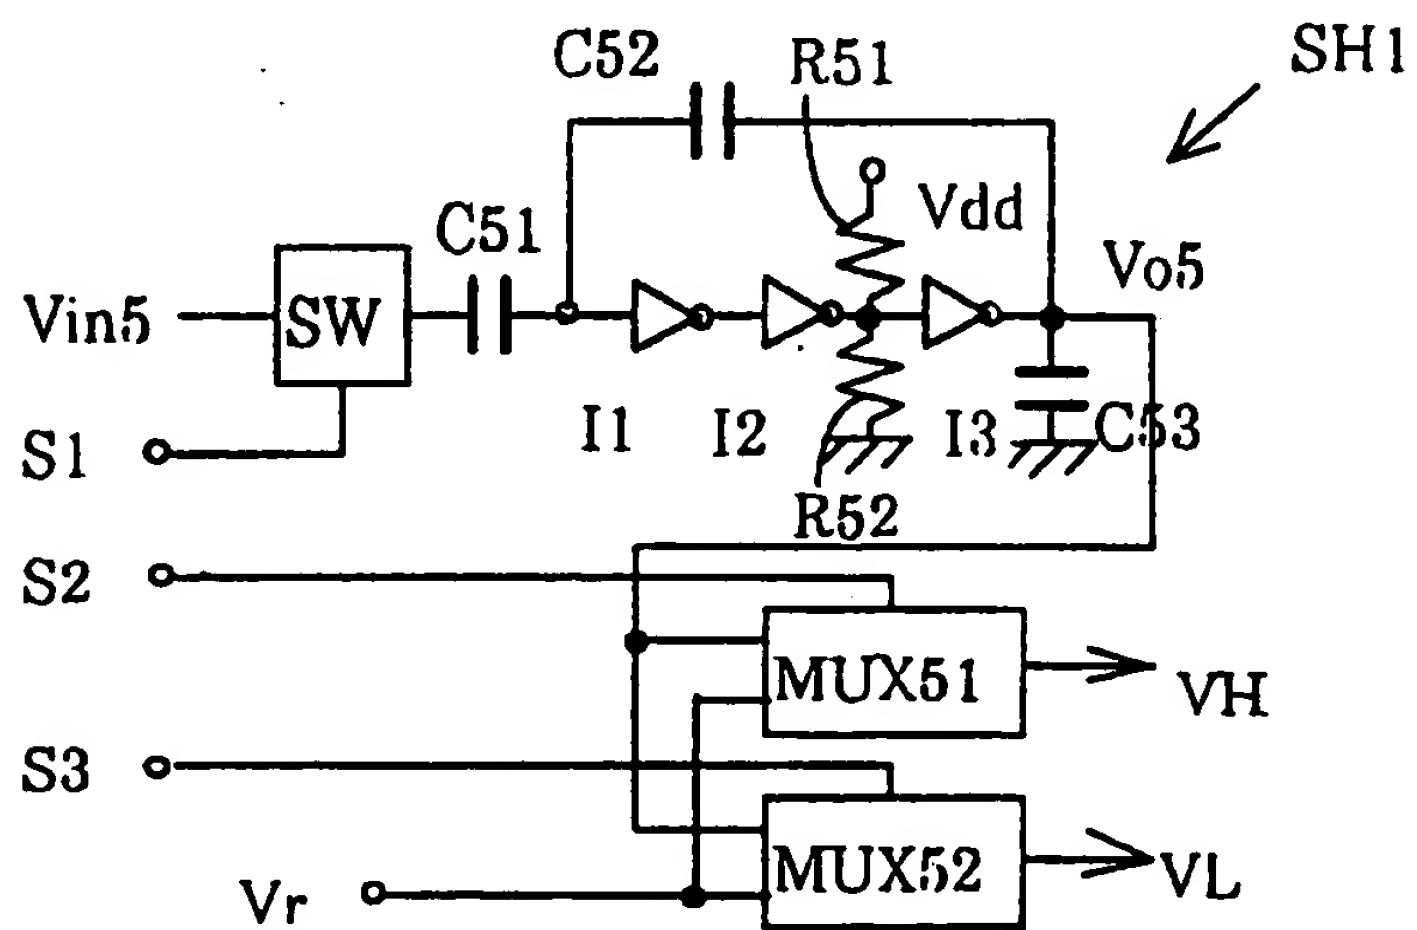 SH1
C52
R51
Vdd
C51
Vo5
Vin5
SW
S1
I1
I2
I3
C53
R52
S2
MUX51
VH
S3
MUX52
VL
Vr